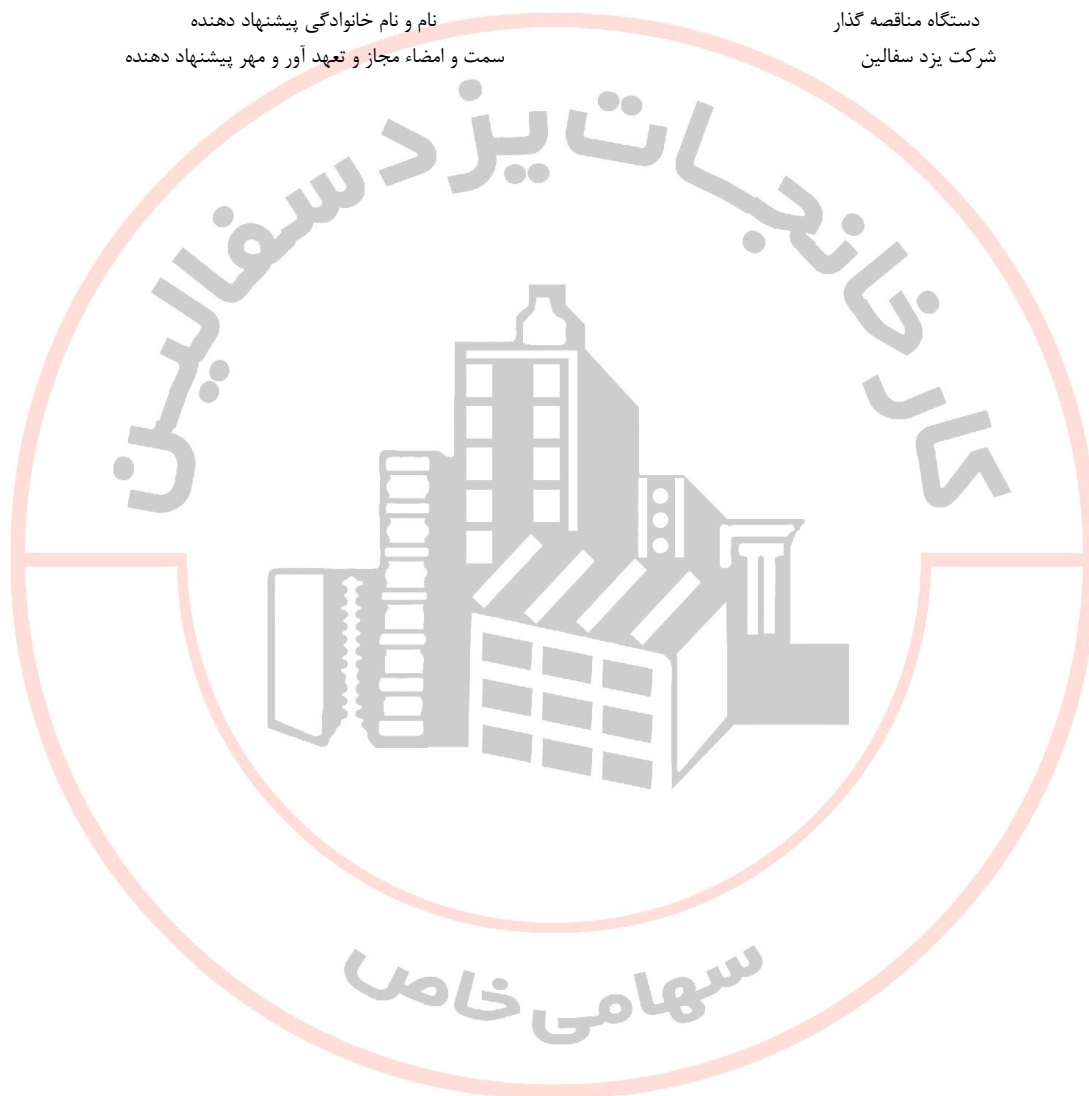 دستگاه مناقصه گذار
نام و نام خانوادگی پیشنهاد دهنده
شرکت یزد سفالین
سمت و امضاء مجاز و تعهد آور و مهر پیشنهاد دهنده
کارخانجات یزد سفالین
سهامی خاص